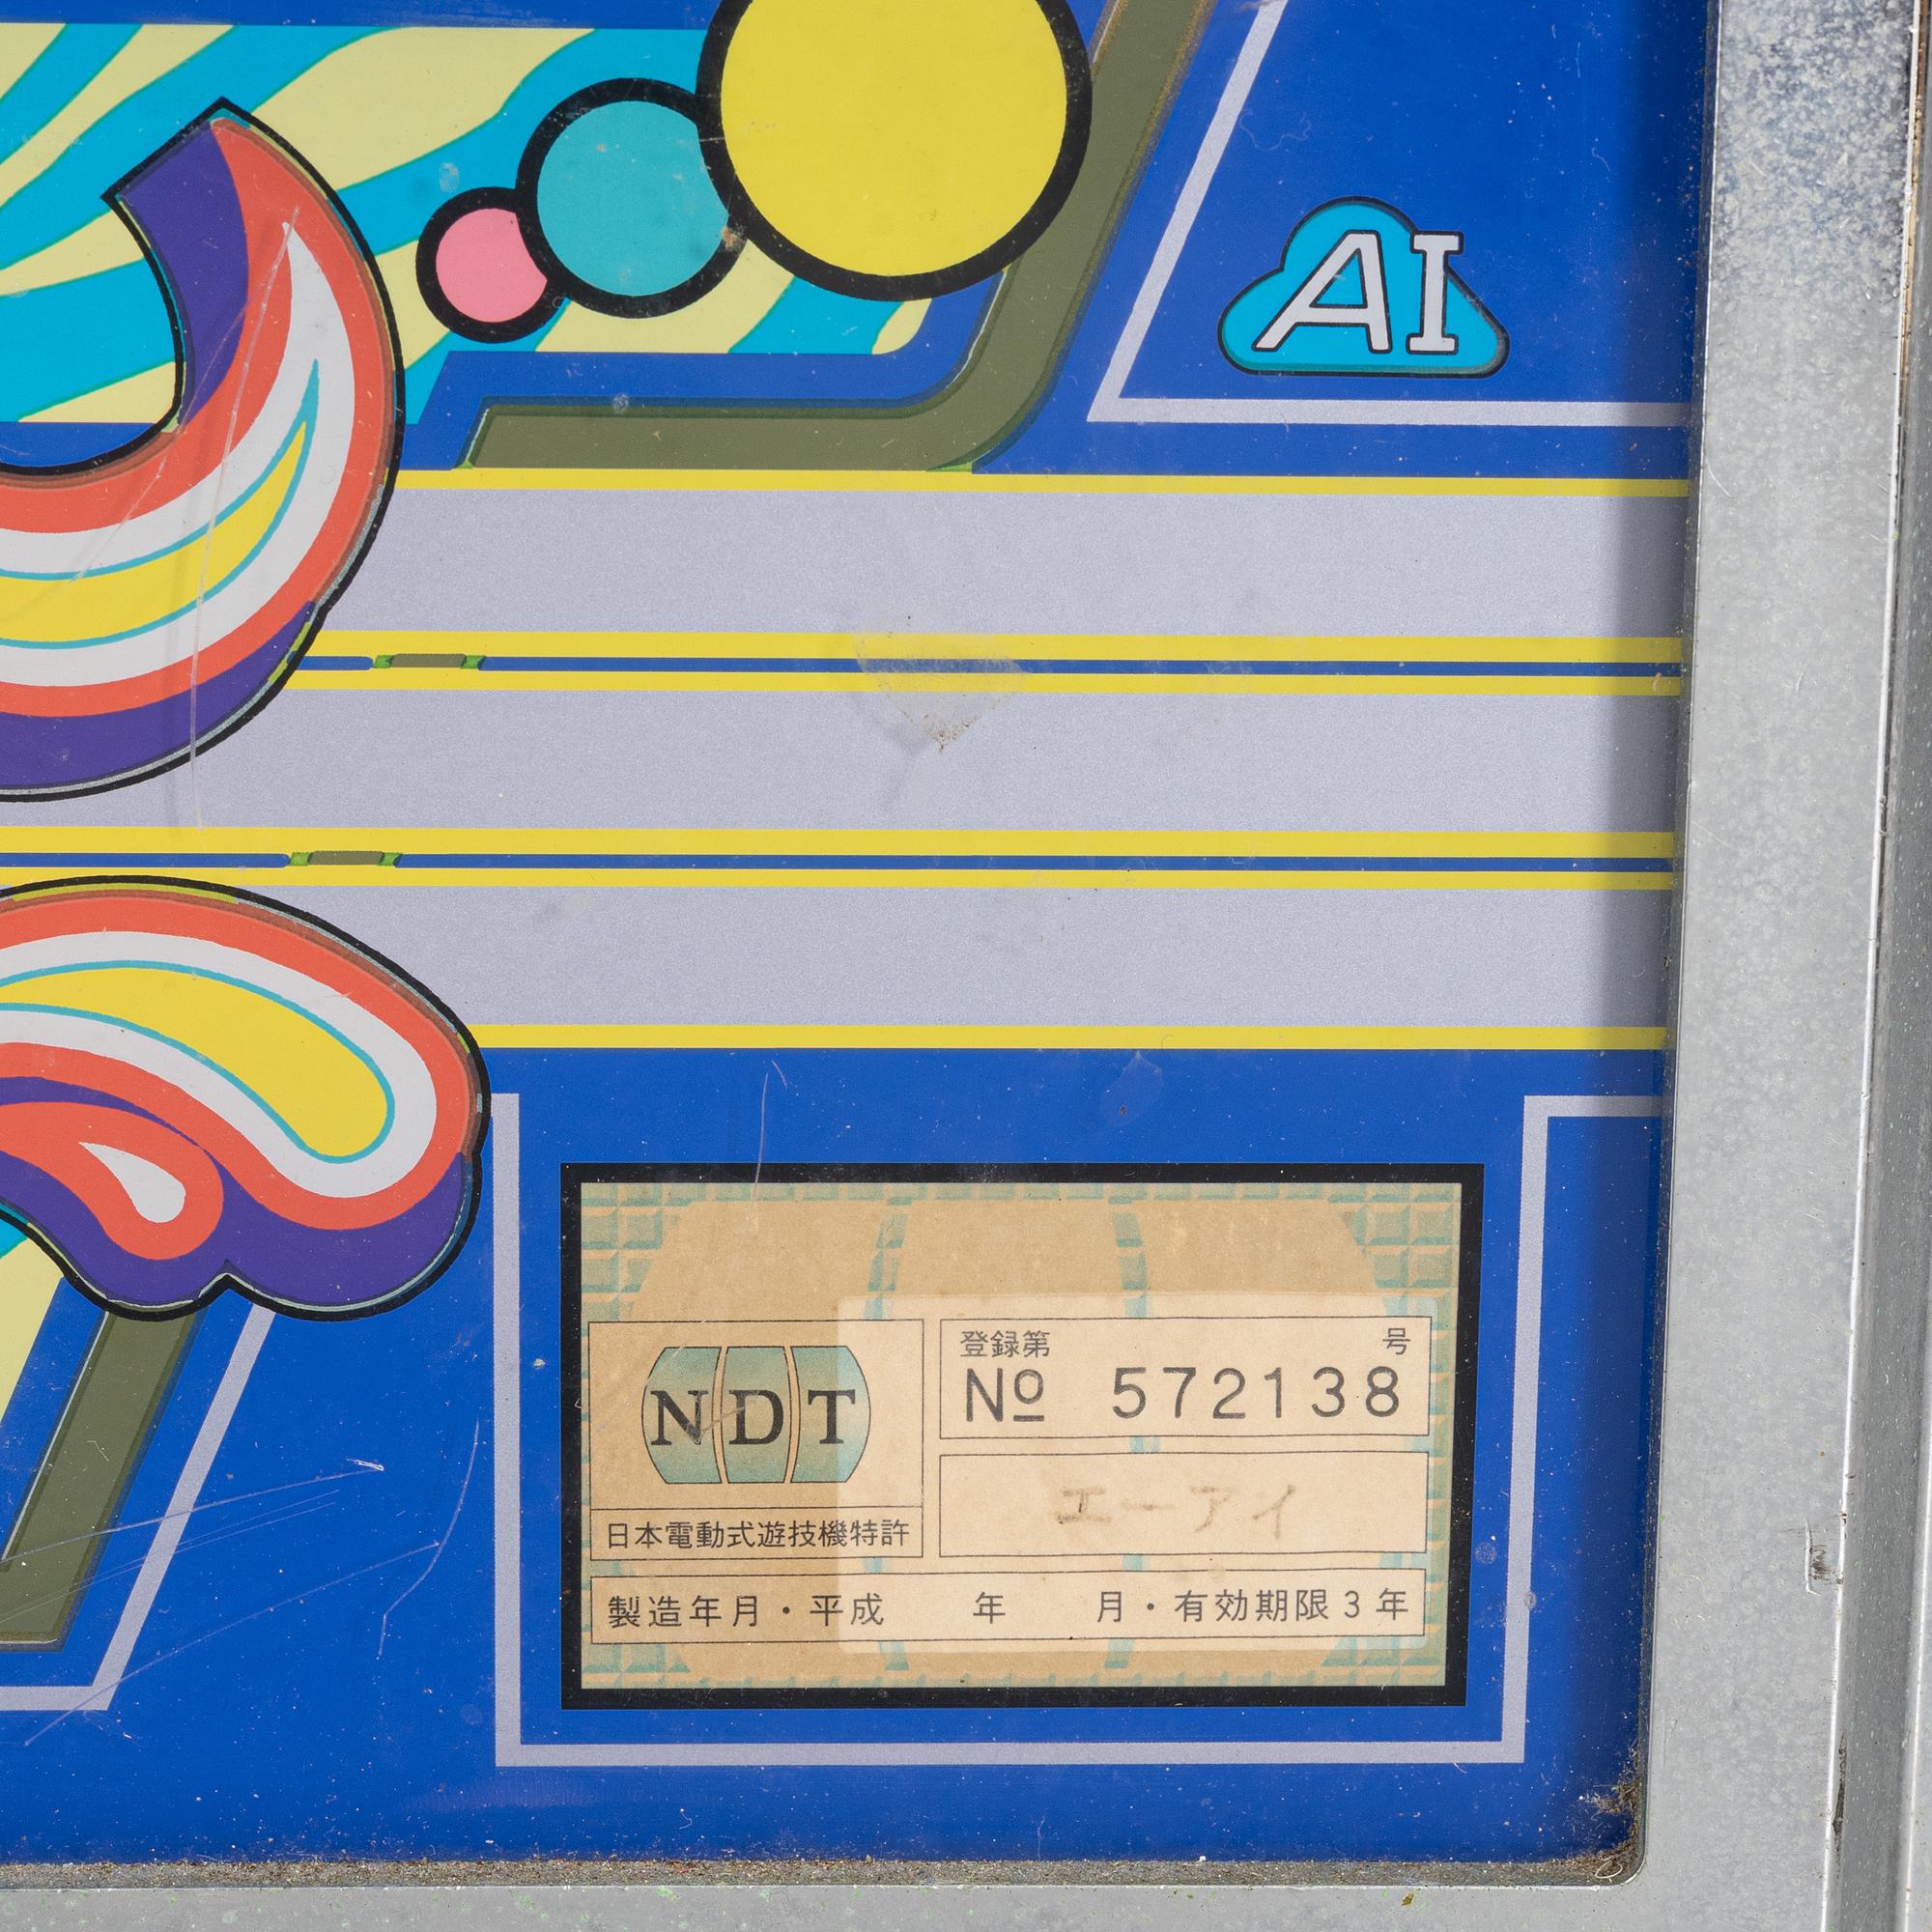 AI
登録第 号
No 572138
NDT
エーアイ
日本電動式遊技機特許
製造年月・平成 年 月・有効期限3年